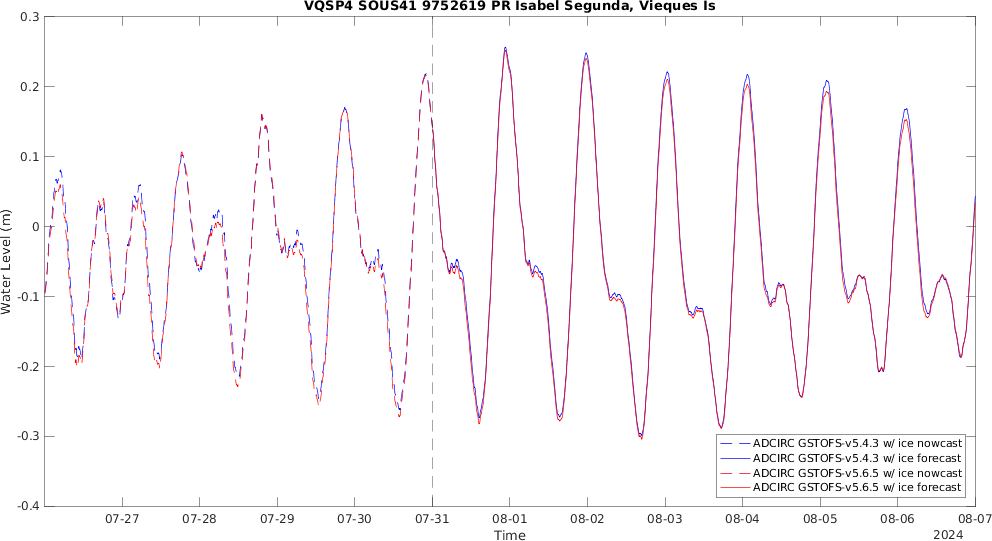 VQSP4 SOUS41 9752619 PR Isabel Segunda, Vieques Is
0.3
0.2
0.1
0
-0.1
-0.2
-0.3
-0.4
Water Level (m)
ADCIRC GSTOFS-v5.4.3 w/ ice nowcast
ADCIRC GSTOFS-v5.4.3 w/ ice forecast
ADCIRC GSTOFS-v5.6.5 w/ ice nowcast
ADCIRC GSTOFS-v5.6.5 w/ ice forecast
07-27 07-28 07-29 07-30 07-31 08-01 08-02 08-03 08-04 08-05 08-06 08-07
Time
2024